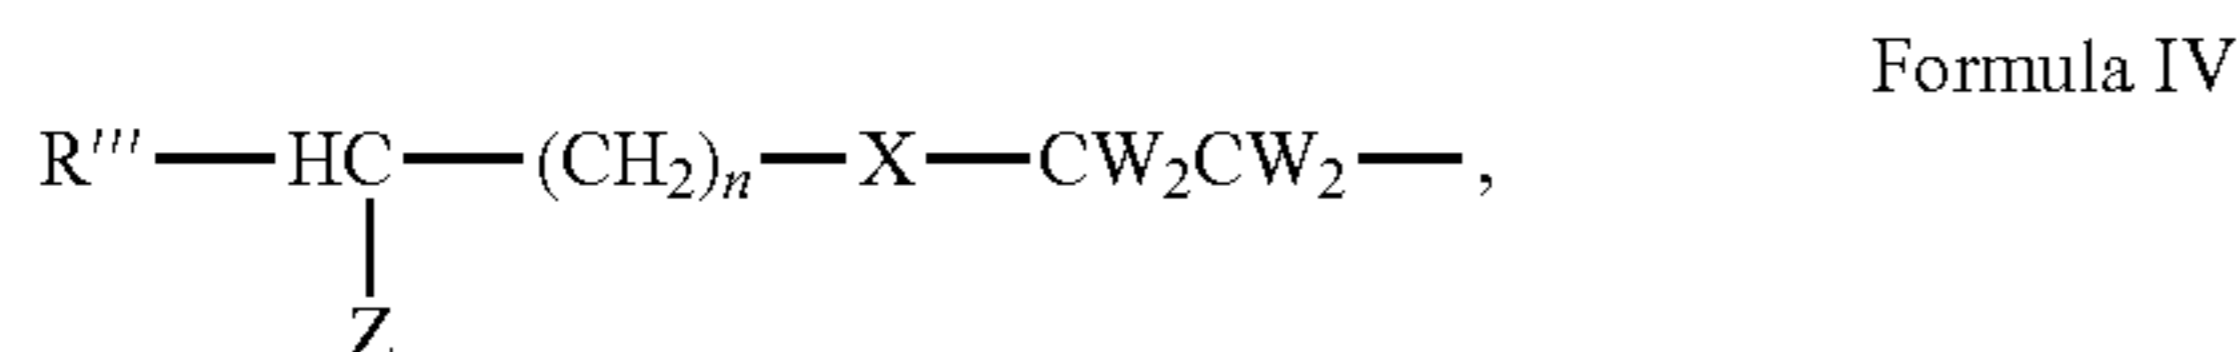 Formula IV
R′′′—HC—(CH₂)ₙ—X—CW₂CW₂—,
Z